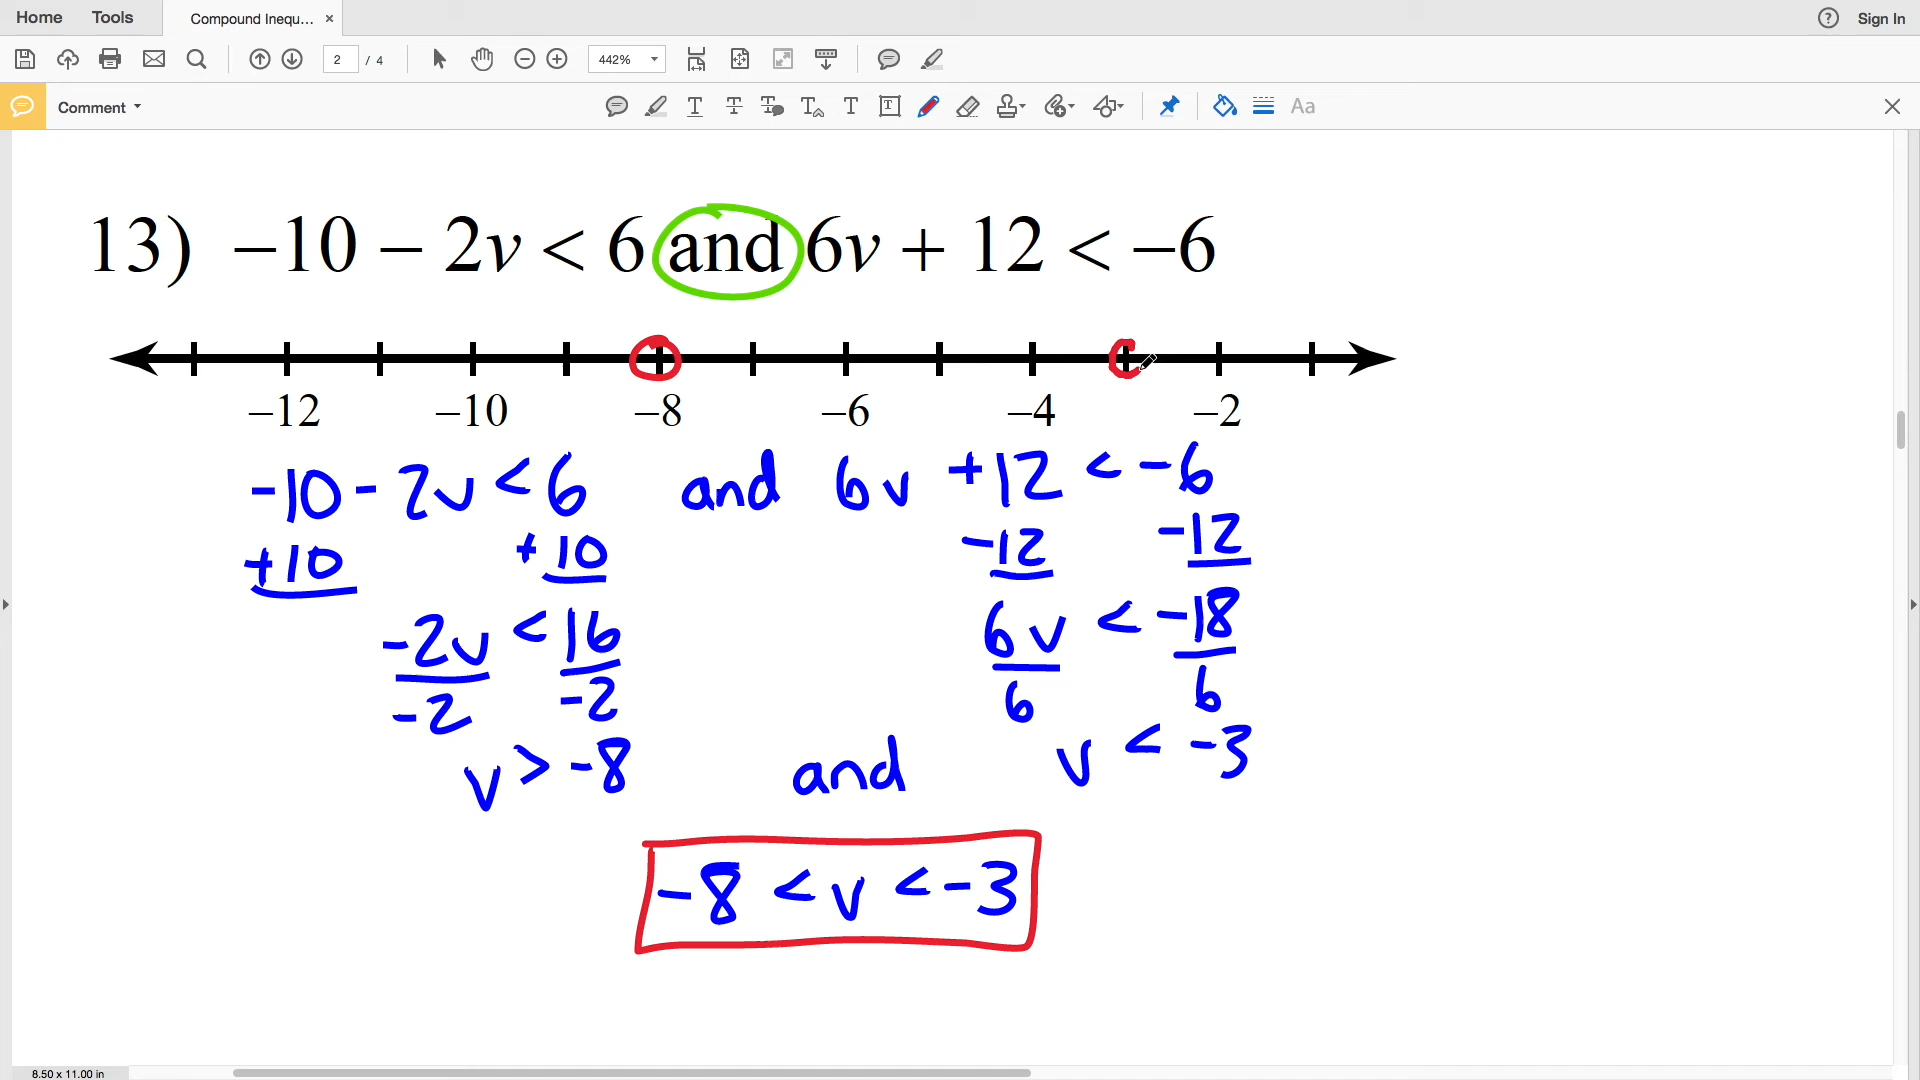 Home Tools Compound Inequ... × ? Sign In
2 / 4 442%
Comment T T T T T T Aa
13) −10 − 2v < 6 and 6v + 12 < −6
−12 −10 −8 −6 −4 −2
-10 - 2v < 6 and 6v +12 < -6
+10 +10 -12 -12
-2v < 16 6v < -18
-2 -2 6 6
v > -8 and v < -3
-8 < v < -3
8.50 x 11.00 in